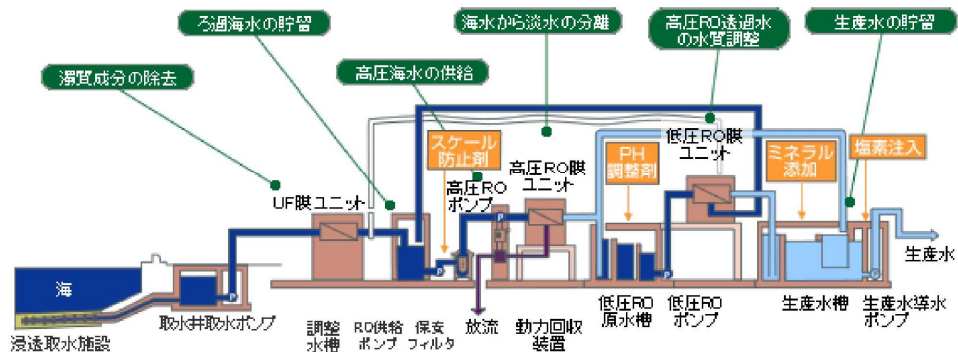 ろ過海水の貯留
海水から淡水の分離
高圧RO透過水
の水質調整
生産水の貯留
濁質成分の除去
高圧海水の供給
スケール
防止剤
低圧RO膜
ユニット
PH
調整剤
ミネラル
添加
塩素注入
UF膜ユニット
高圧RO
ポンプ
高圧RO膜
ユニット
P
P
P
P
P
生産水
海
取水井
取水ポンプ
浸透取水施設
調整
水槽
RO供給
ポンプ
保安
フィルタ
放流
動力回収
装置
低圧RO
原水槽
低圧RO
ポンプ
生産水槽
生産水導水
ポンプ